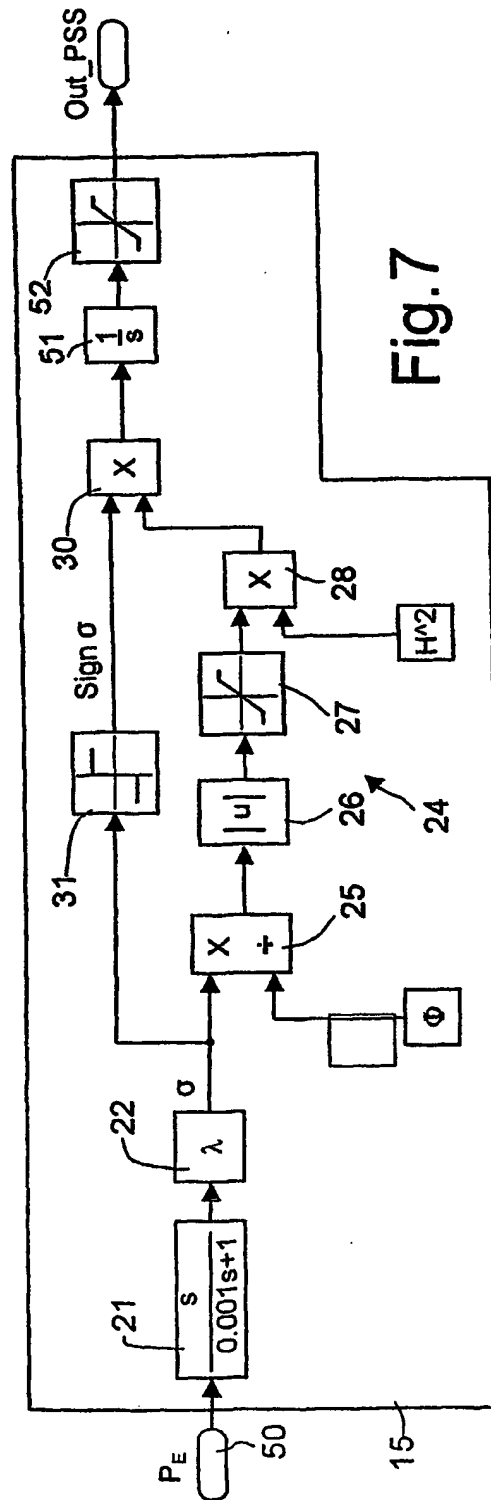 P_E
50
21
s
0.001s+1
22
λ
σ
31
Sign σ
X
÷
25
Φ
|u|
26
27
24
X
28
H^2
30
X
51
1
s
52
Out_PSS
15
Fig.7